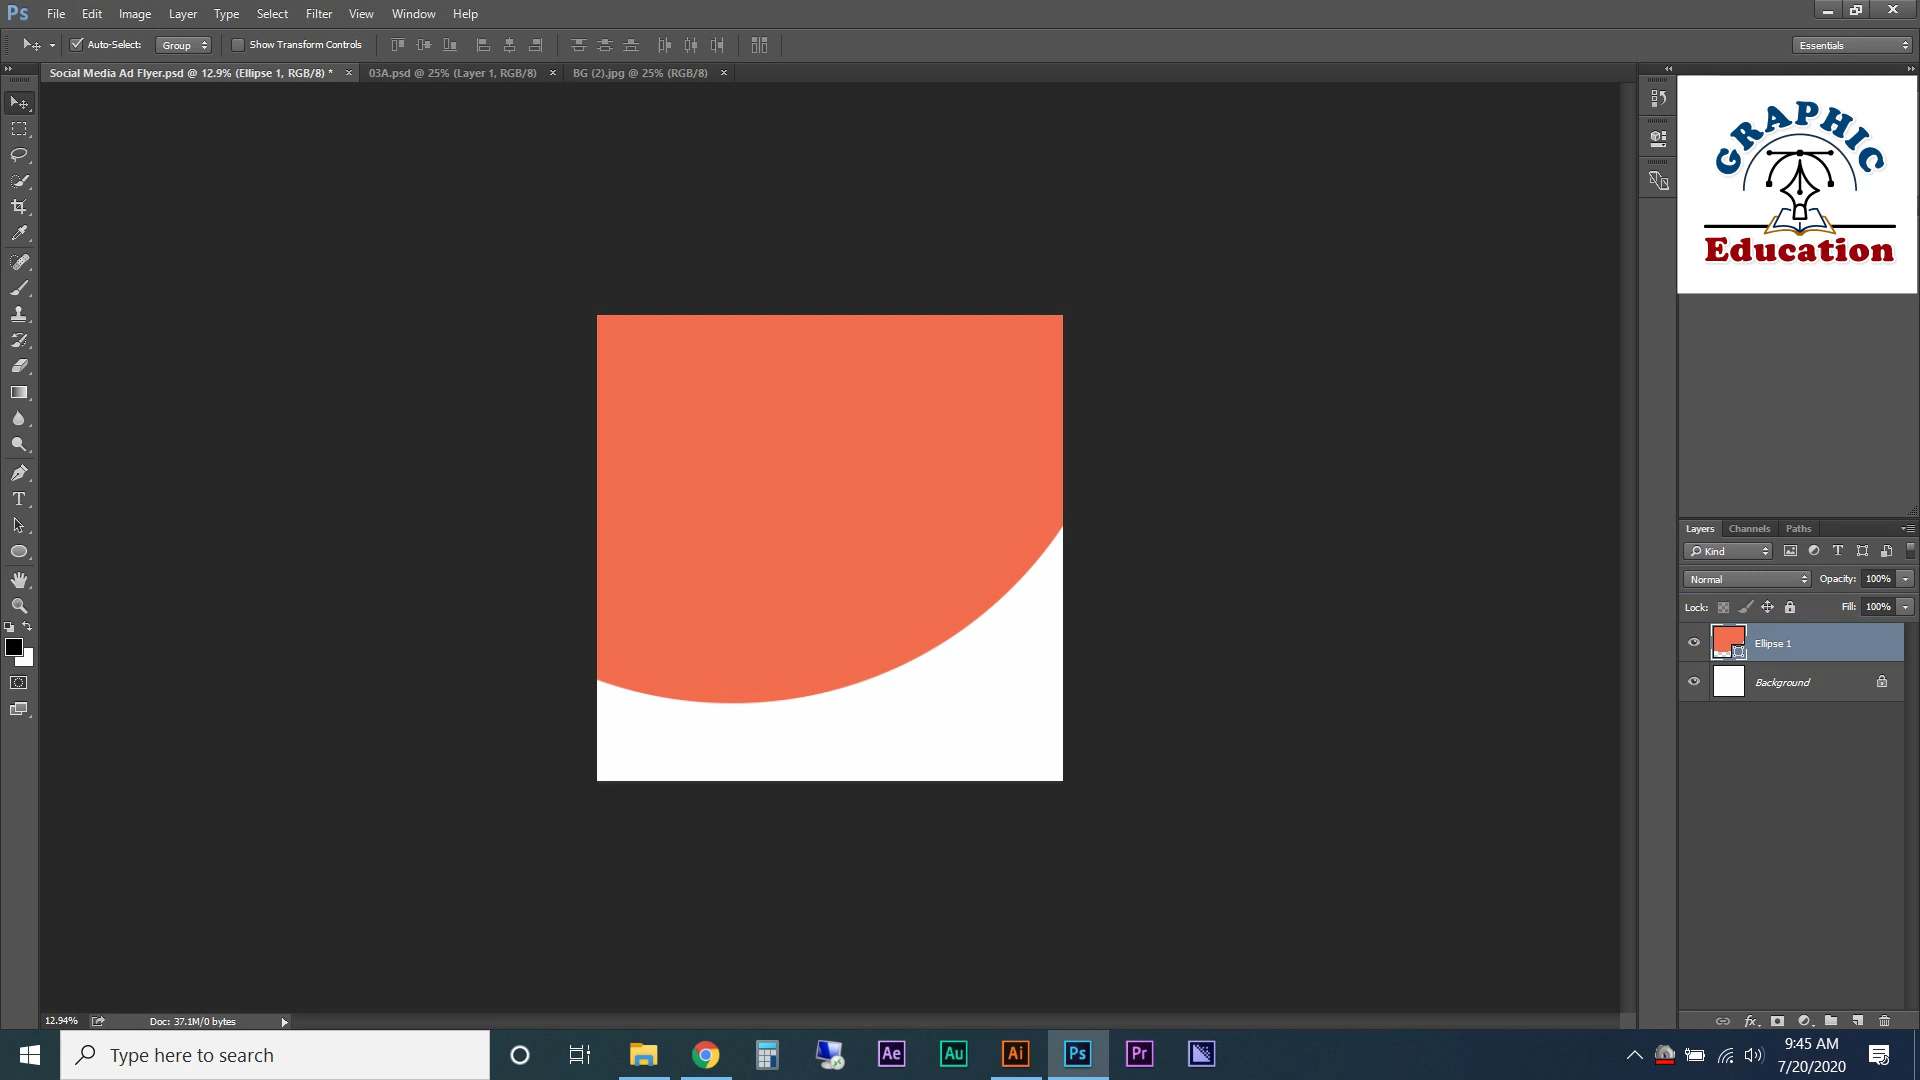 Ps File Edit Image Layer Type Select Filter View Window Help
Auto-Select: Group Show Transform Controls Essentials
Social Media Ad Flyer.psd @ 12.9% (Ellipse 1, RGB/8) * 03A.psd @ 25% (Layer 1, RGB/8) BG (2).jpg @ 25% (RGB/8)
GRAPHIC
Education
T
Layers Channels Paths
Kind T
Normal Opacity: 100%
Lock: Fill: 100%
Ellipse 1
Background
fx
12.94% Doc: 37.1M/0 bytes
Type here to search
Ae Au Ai Ps Pr
9:45 AM
7/20/2020